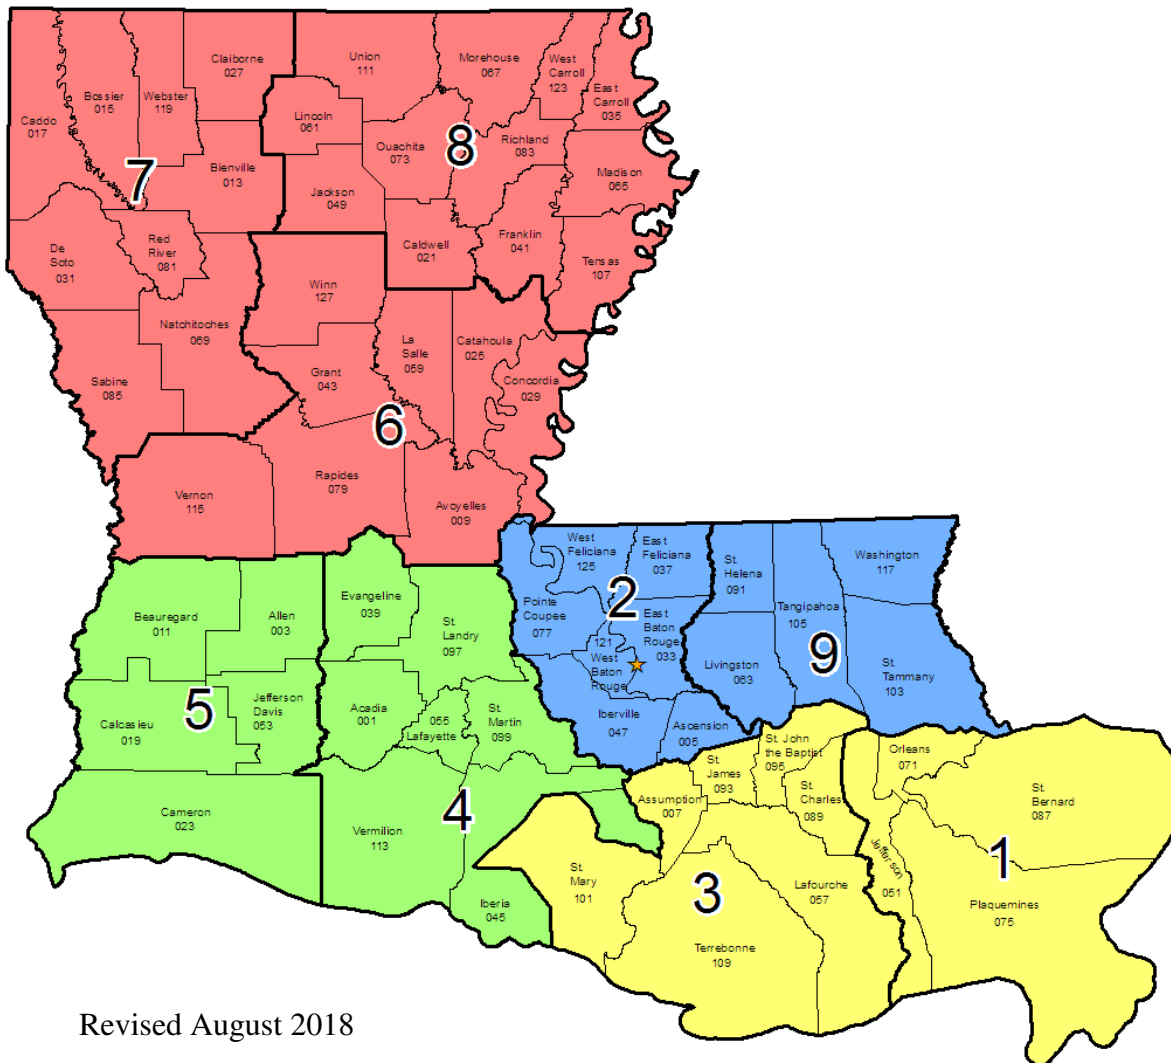 Claiborne
027
Union
111
Morehouse
067
West
Carroll
123
East
Carroll
035
Bossier
015
Webster
119
Caddo
017
Lincoln
061
Ouachita
073
8
Richland
083
Madison
065
7
Bienville
013
Jackson
049
Red
River
081
De
Soto
031
Caldwell
021
Franklin
041
Tensas
107
Winn
127
Natchitoches
069
La
Salle
059
Catahoula
025
Sabine
085
Grant
043
Concordia
029
6
Rapides
079
Vernon
115
Avoyelles
009
West
Feliciana
125
East
Feliciana
037
St.
Helena
091
Washington
117
Beauregard
011
Allen
003
Evangeline
039
St.
Landry
097
Pointe
Coupee
077
2
East
Baton
Rouge
033
121
West
Baton
Rouge
Tangipahoa
105
9
Livingston
063
St.
Tammany
103
Calcasieu
019
5
Jefferson
Davis
053
Acadia
001
055
Lafayette
St.
Martin
099
Iberville
047
Ascension
005
St. John
the Baptist
095
St.
James
093
Orleans
071
St.
Bernard
087
Cameron
023
Vermilion
113
4
Assumption
007
St.
Charles
089
Jefferson
051
1
St.
Mary
101
3
Lafourche
057
Plaquemines
075
Iberia
045
Terrebonne
109
Revised August 2018